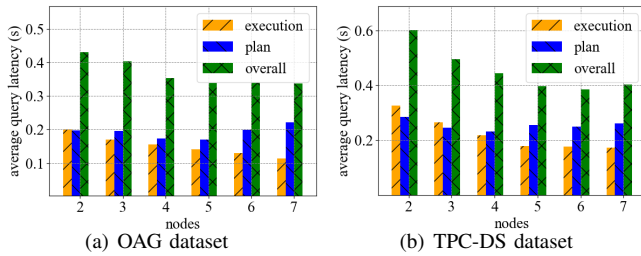 average query latency (s)
0.5
0.4
0.3
0.2
0.1
execution
plan
overall
2 3 4 5 6 7
nodes
(a) OAG dataset
average query latency (s)
0.6
0.4
0.2
execution
plan
overall
2 3 4 5 6 7
nodes
(b) TPC-DS dataset